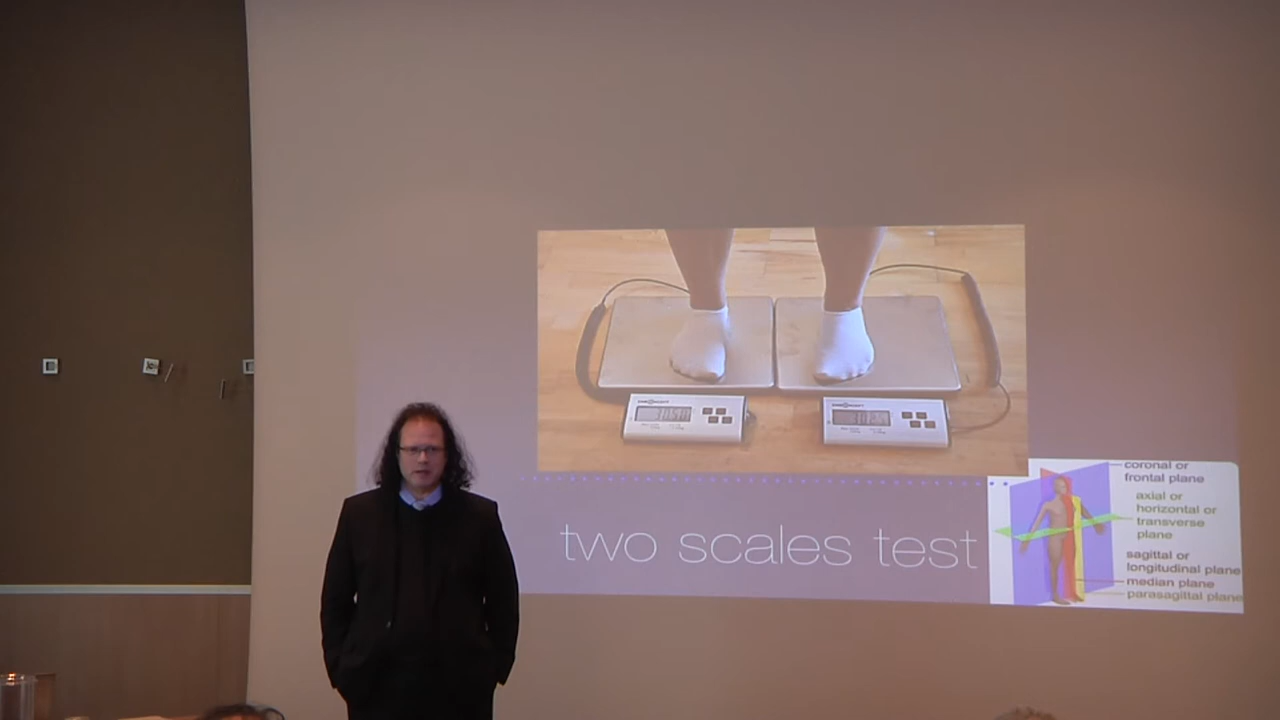 two scales test
coronal or
frontal plane
axial or
horizontal or
transverse
plane
sagittal or
longitudinal plane
median plane
parasagittal plane